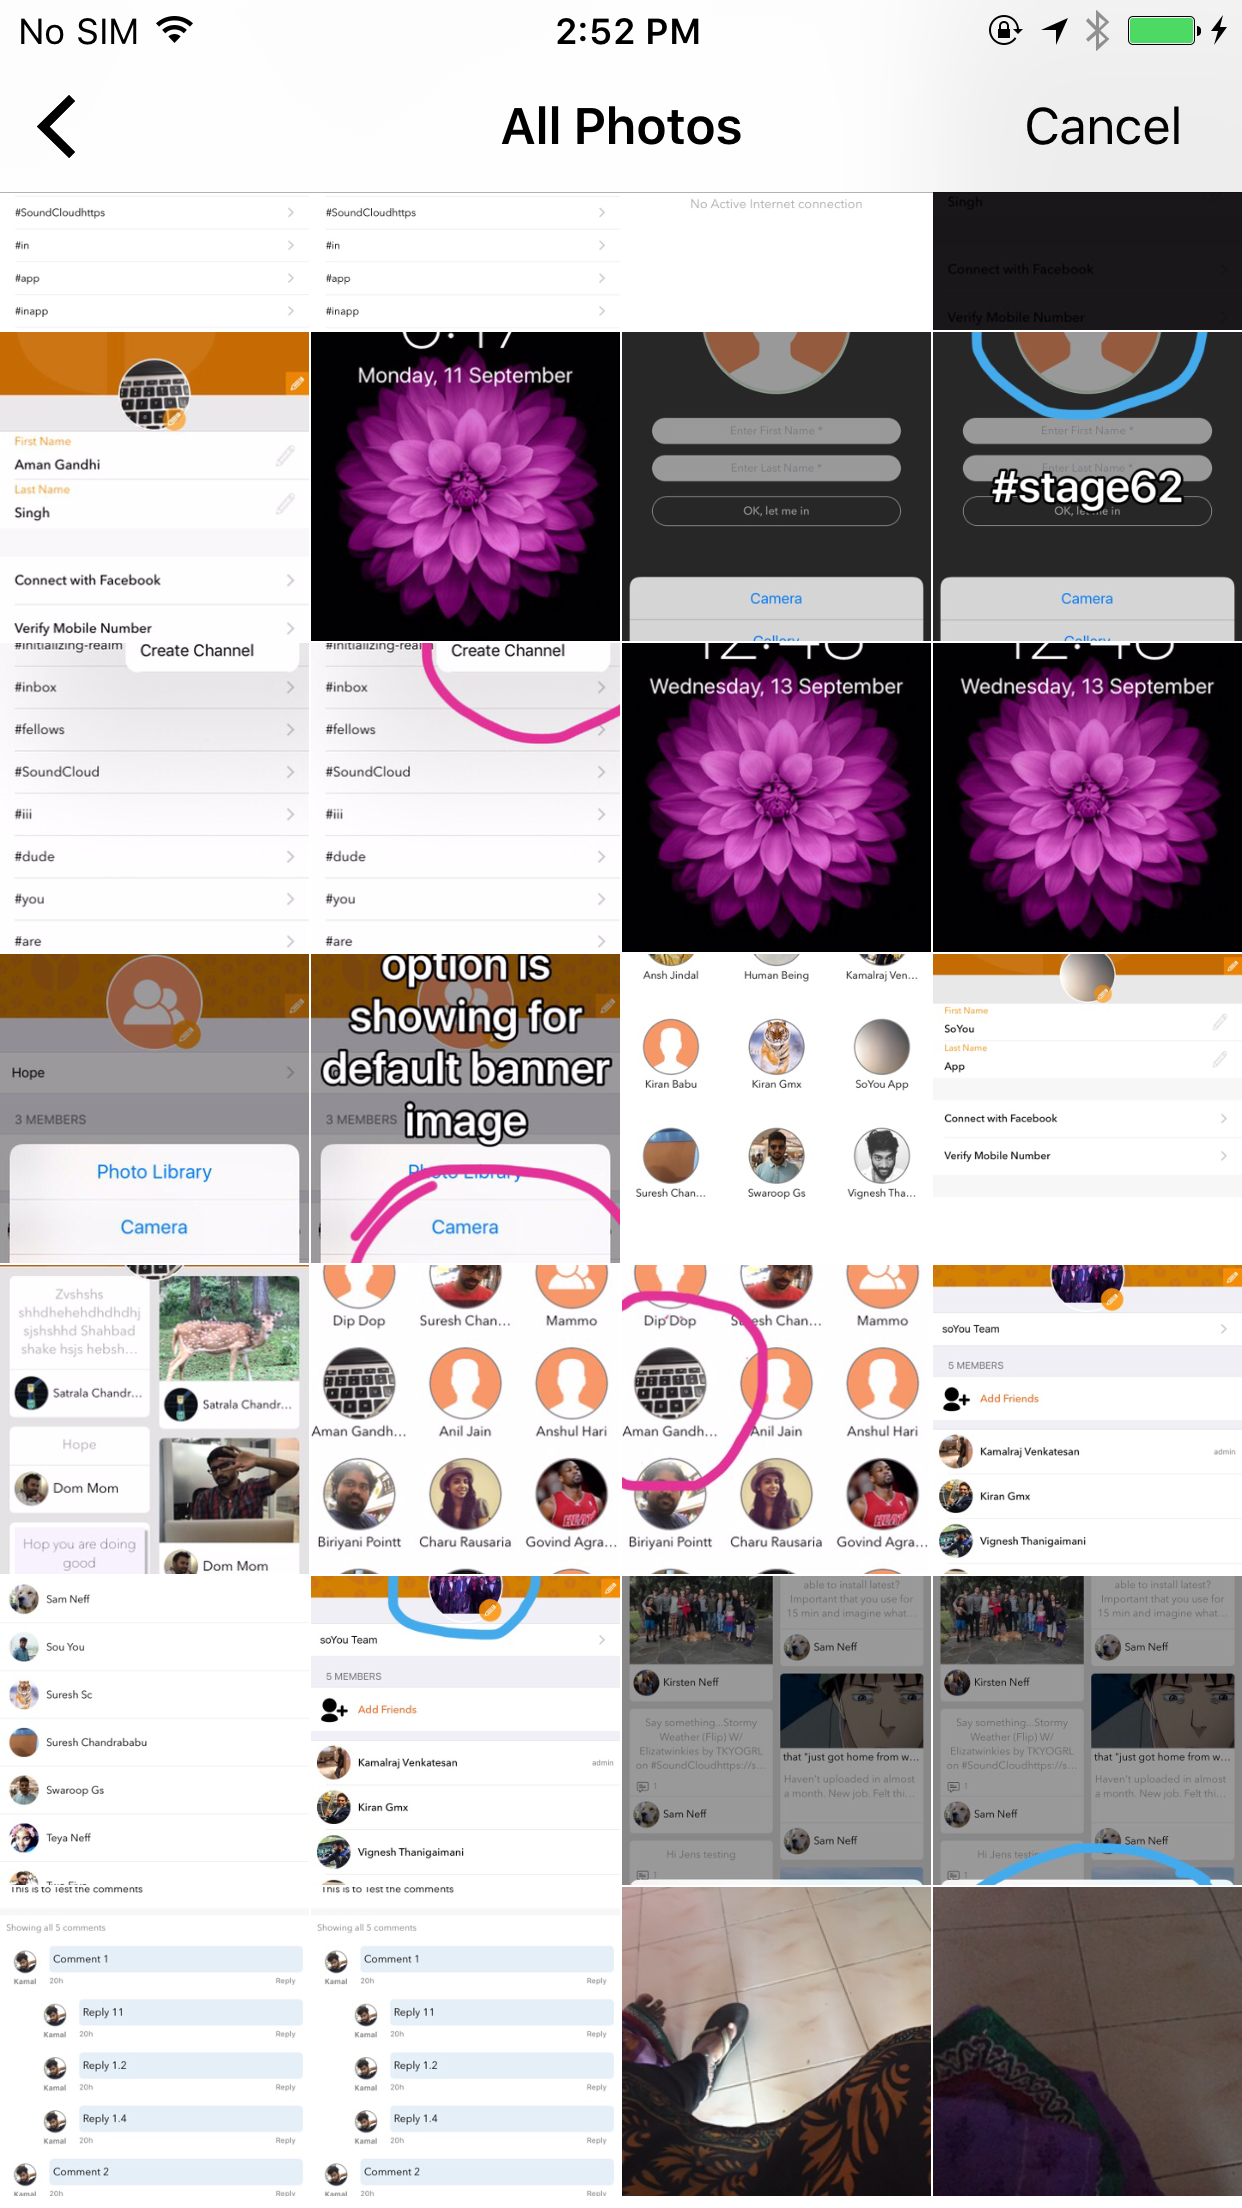 No SIM
2:52 PM
All Photos
Cancel
#SoundCloudhttps
#in
#app
#inapp
#SoundCloudhttps
#in
#app
#inapp
No Active Internet connection
Singh
Connect with Facebook
Verify Mobile Number
First Name
Aman Gandhi
Last Name
Singh
Connect with Facebook
Verify Mobile Number
Monday, 11 September
Enter First Name *
Enter Last Name *
OK, let me in
Camera
Gallery
Enter First Name *
Enter Last Name *
#stage62
OK, let me in
Camera
Gallery
#initializing-realm
Create Channel
#inbox
#fellows
#SoundCloud
#iii
#dude
#you
#are
#initializing-realm
Create Channel
#inbox
#fellows
#SoundCloud
#iii
#dude
#you
#are
Wednesday, 13 September
Wednesday, 13 September
Hope
3 MEMBERS
Photo Library
Camera
option is
showing for
default banner
image
3 MEMBERS
Photo Library
Camera
Ansh Jindal
Human Being
Kamalraj Ven...
Kiran Babu
Kiran Gmx
SoYou App
Suresh Chan...
Swaroop Gs
Vignesh Tha...
First Name
SoYou
Last Name
App
Connect with Facebook
Verify Mobile Number
Zvshshs
shhdhehehdhdhdhj
sjshshhd Shahbad
shake hsjs hebsh...
Satrala Chandr...
Hope
Dom Mom
Hop you are doing
good
Satrala Chandr...
Dom Mom
Dip Dop
Suresh Chan...
Mammo
Aman Gandh...
Anil Jain
Anshul Hari
Biriyani Pointt
Charu Rausaria
Govind Agra...
Dip Dop
Suresh Chan...
Mammo
Aman Gandh...
Anil Jain
Anshul Hari
Biriyani Pointt
Charu Rausaria
Govind Agra...
soYou Team
5 MEMBERS
Add Friends
Kamalraj Venkatesan
admin
Kiran Gmx
Vignesh Thanigaimani
Sam Neff
Sou You
Suresh Sc
Suresh Chandrababu
Swaroop Gs
Teya Neff
soYou Team
5 MEMBERS
Add Friends
Kamalraj Venkatesan
admin
Kiran Gmx
Vignesh Thanigaimani
Kirsten Neff
Say something...Stormy
Weather (Flip) W/
Elizatwinkies by TKYOGRL
on #SoundCloudhttps://s...
1
Sam Neff
Hi Jens testing
1
able to install latest?
Important that you use for
15 min and imagine what...
Sam Neff
that "just got home from w...
Haven't uploaded in almost
a month. New job. Felt thi...
Sam Neff
Kirsten Neff
Say something...Stormy
Weather (Flip) W/
Elizatwinkies by TKYOGRL
on #SoundCloudhttps://s...
1
Sam Neff
Hi Jens testing
1
able to install latest?
Important that you use for
15 min and imagine what...
Sam Neff
that "just got home from w...
Haven't uploaded in almost
a month. New job. Felt thi...
Sam Neff
This is to Test the comments
Showing all 5 comments
Comment 1
Kamal
20h
Reply
Reply 11
Kamal
20h
Reply
Reply 1.2
Kamal
20h
Reply
Reply 1.4
Kamal
20h
Reply
Comment 2
Kamal
20h
Reply
This is to Test the comments
Showing all 5 comments
Comment 1
Kamal
20h
Reply
Reply 11
Kamal
20h
Reply
Reply 1.2
Kamal
20h
Reply
Reply 1.4
Kamal
20h
Reply
Comment 2
Kamal
20h
Reply